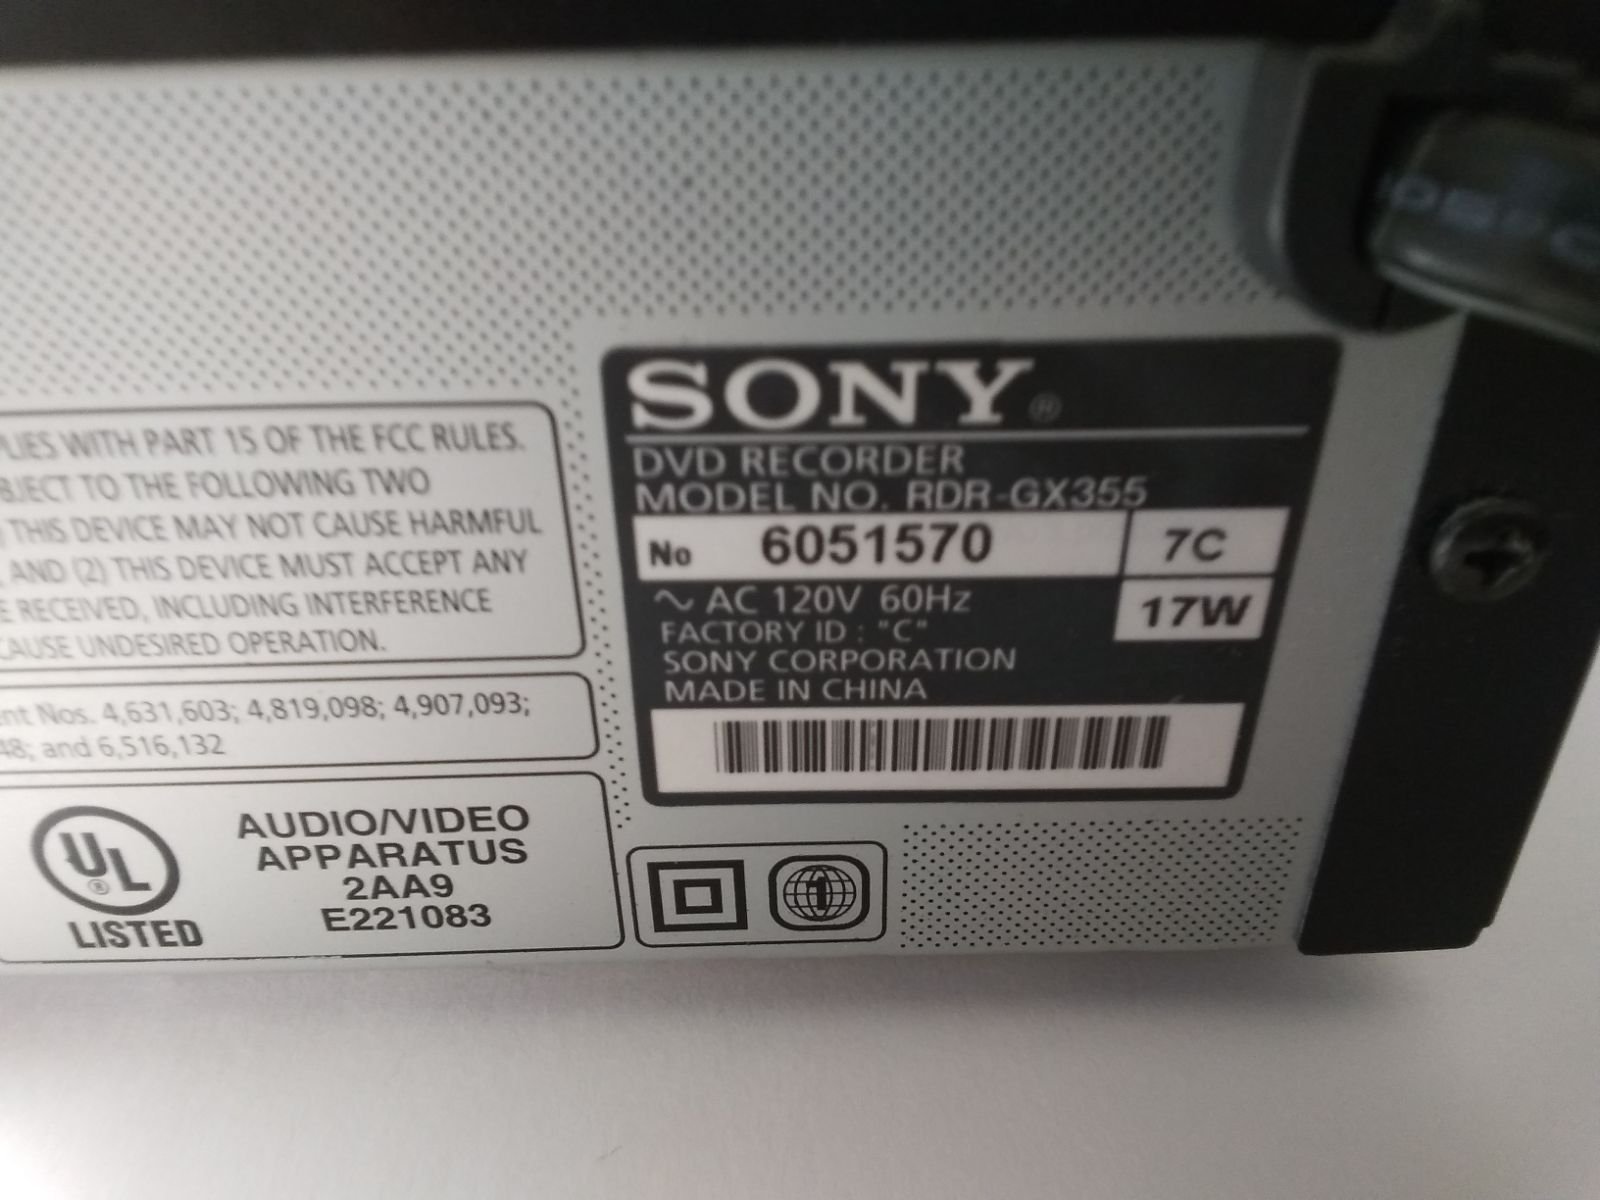 PLIES WITH PART 15 OF THE FCC RULES.
BJECT TO THE FOLLOWING TWO
) THIS DEVICE MAY NOT CAUSE HARMFUL
, AND (2) THIS DEVICE MUST ACCEPT ANY
E RECEIVED, INCLUDING INTERFERENCE
CAUSE UNDESIRED OPERATION.
ent Nos. 4,631,603; 4,819,098; 4,907,093;
48; and 6,516,132
UL ®
LISTED
AUDIO/VIDEO
APPARATUS
2AA9
E221083
SONY ®
DVD RECORDER
MODEL NO. RDR-GX355
No 6051570 7C
~ AC 120V 60Hz 17W
FACTORY ID : "C"
SONY CORPORATION
MADE IN CHINA
1